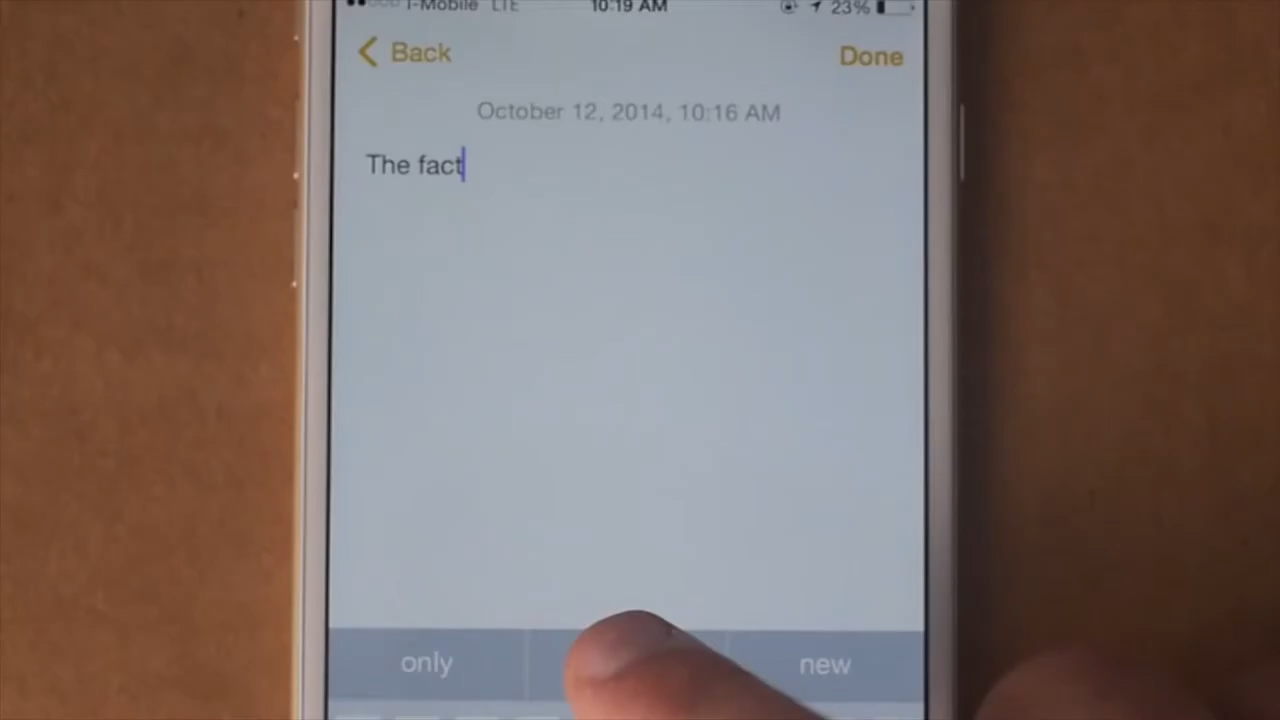 T-Mobile LTE 10:19 AM 23%
Back Done
October 12, 2014, 10:16 AM
The fact
only new